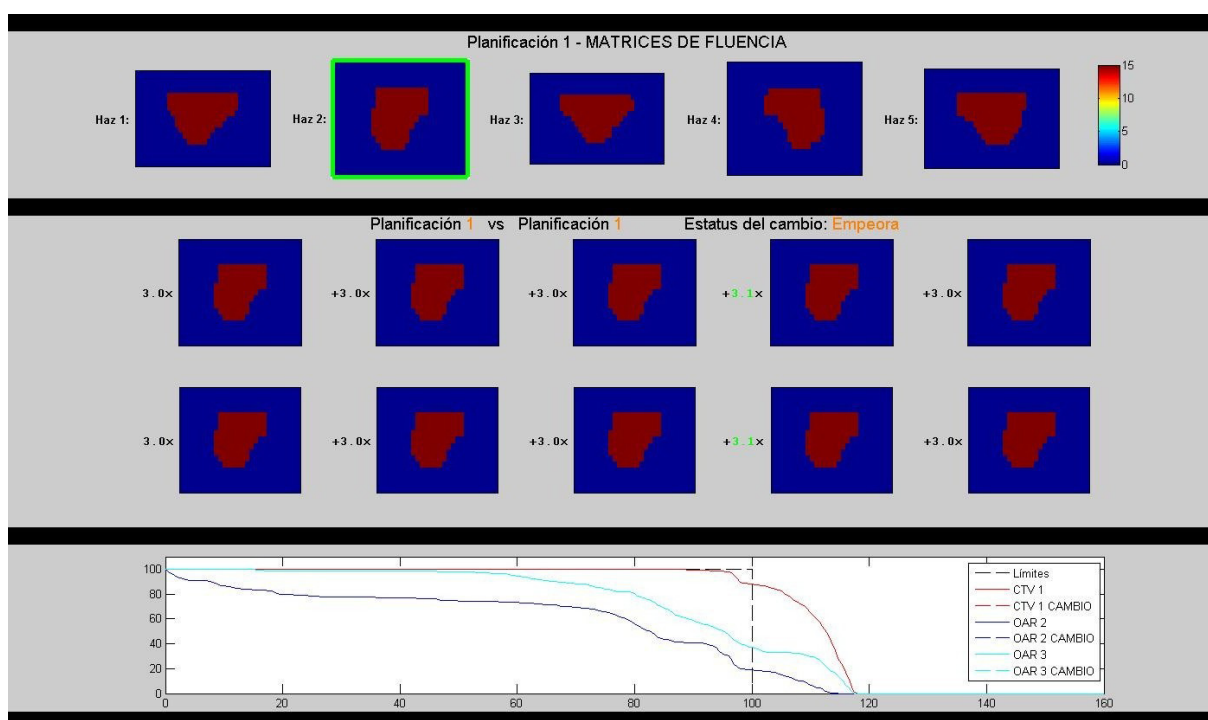 Planificación 1 - MATRICES DE FLUENCIA
Haz 1: Haz 2: Haz 3: Haz 4: Haz 5:
15
10
5
0
Planificación 1 vs Planificación 1 Estatus del cambio: Empeora
3.0x +3.0x +3.0x +3.1x +3.0x
3.0x +3.0x +3.0x +3.1x +3.0x
100
80
60
40
20
0
0 20 40 60 80 100 120 140 160
Límites
CTV 1
CTV 1 CAMBIO
OAR 2
OAR 2 CAMBIO
OAR 3
OAR 3 CAMBIO